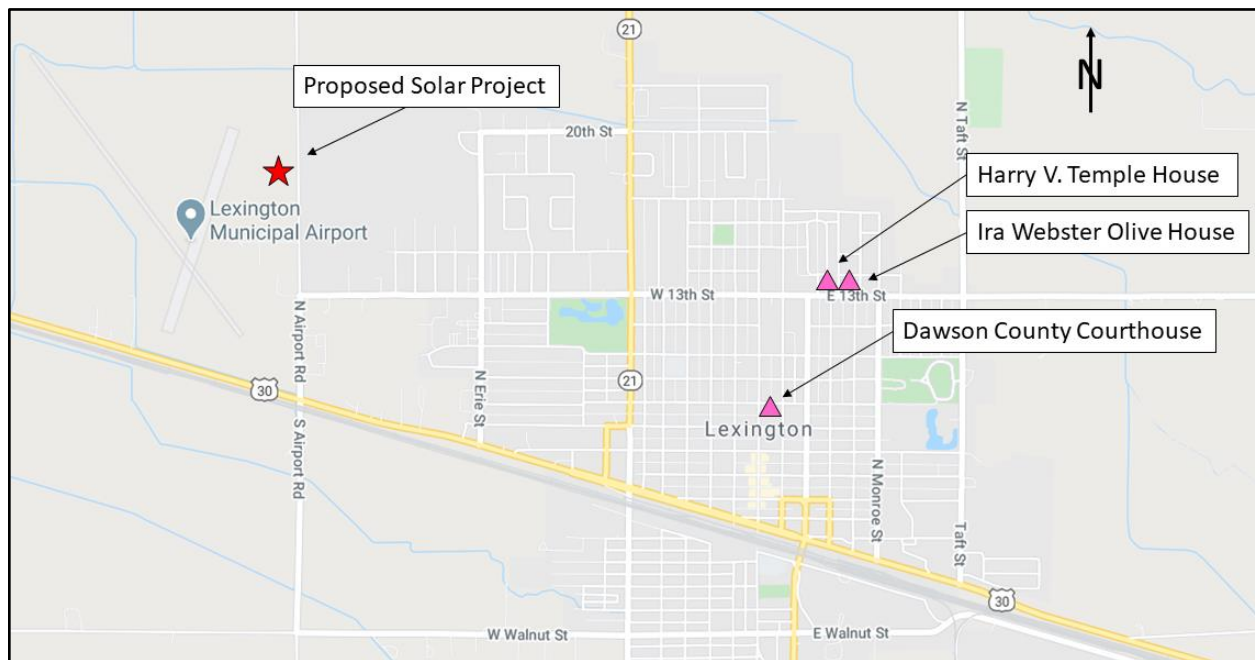 21
Proposed Solar Project
N
20th St
N Taft St
Harry V. Temple House
Lexington
Municipal Airport
Ira Webster Olive House
W 13th St
E 13th St
N Airport Rd
Dawson County Courthouse
30
N Erie St
21
Lexington
S Airport Rd
N Monroe St
Taft St
30
W Walnut St
E Walnut St